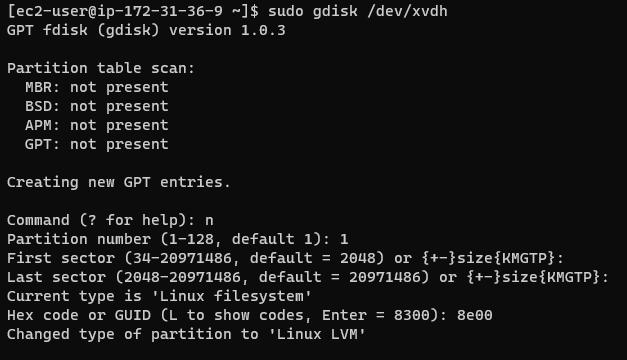 [ec2-user@ip-172-31-36-9 ~]$ sudo gdisk /dev/xvdh
GPT fdisk (gdisk) version 1.0.3
Partition table scan:
MBR: not present
BSD: not present
APM: not present
GPT: not present
Creating new GPT entries.
Command (? for help): n
Partition number (1-128, default 1): 1
First sector (34-20971486, default = 2048) or {+-}size{KMGTP}:
Last sector (2048-20971486, default = 20971486) or {+-}size{KMGTP}:
Current type is 'Linux filesystem'
Hex code or GUID (L to show codes, Enter = 8300): 8e00
Changed type of partition to 'Linux LVM'